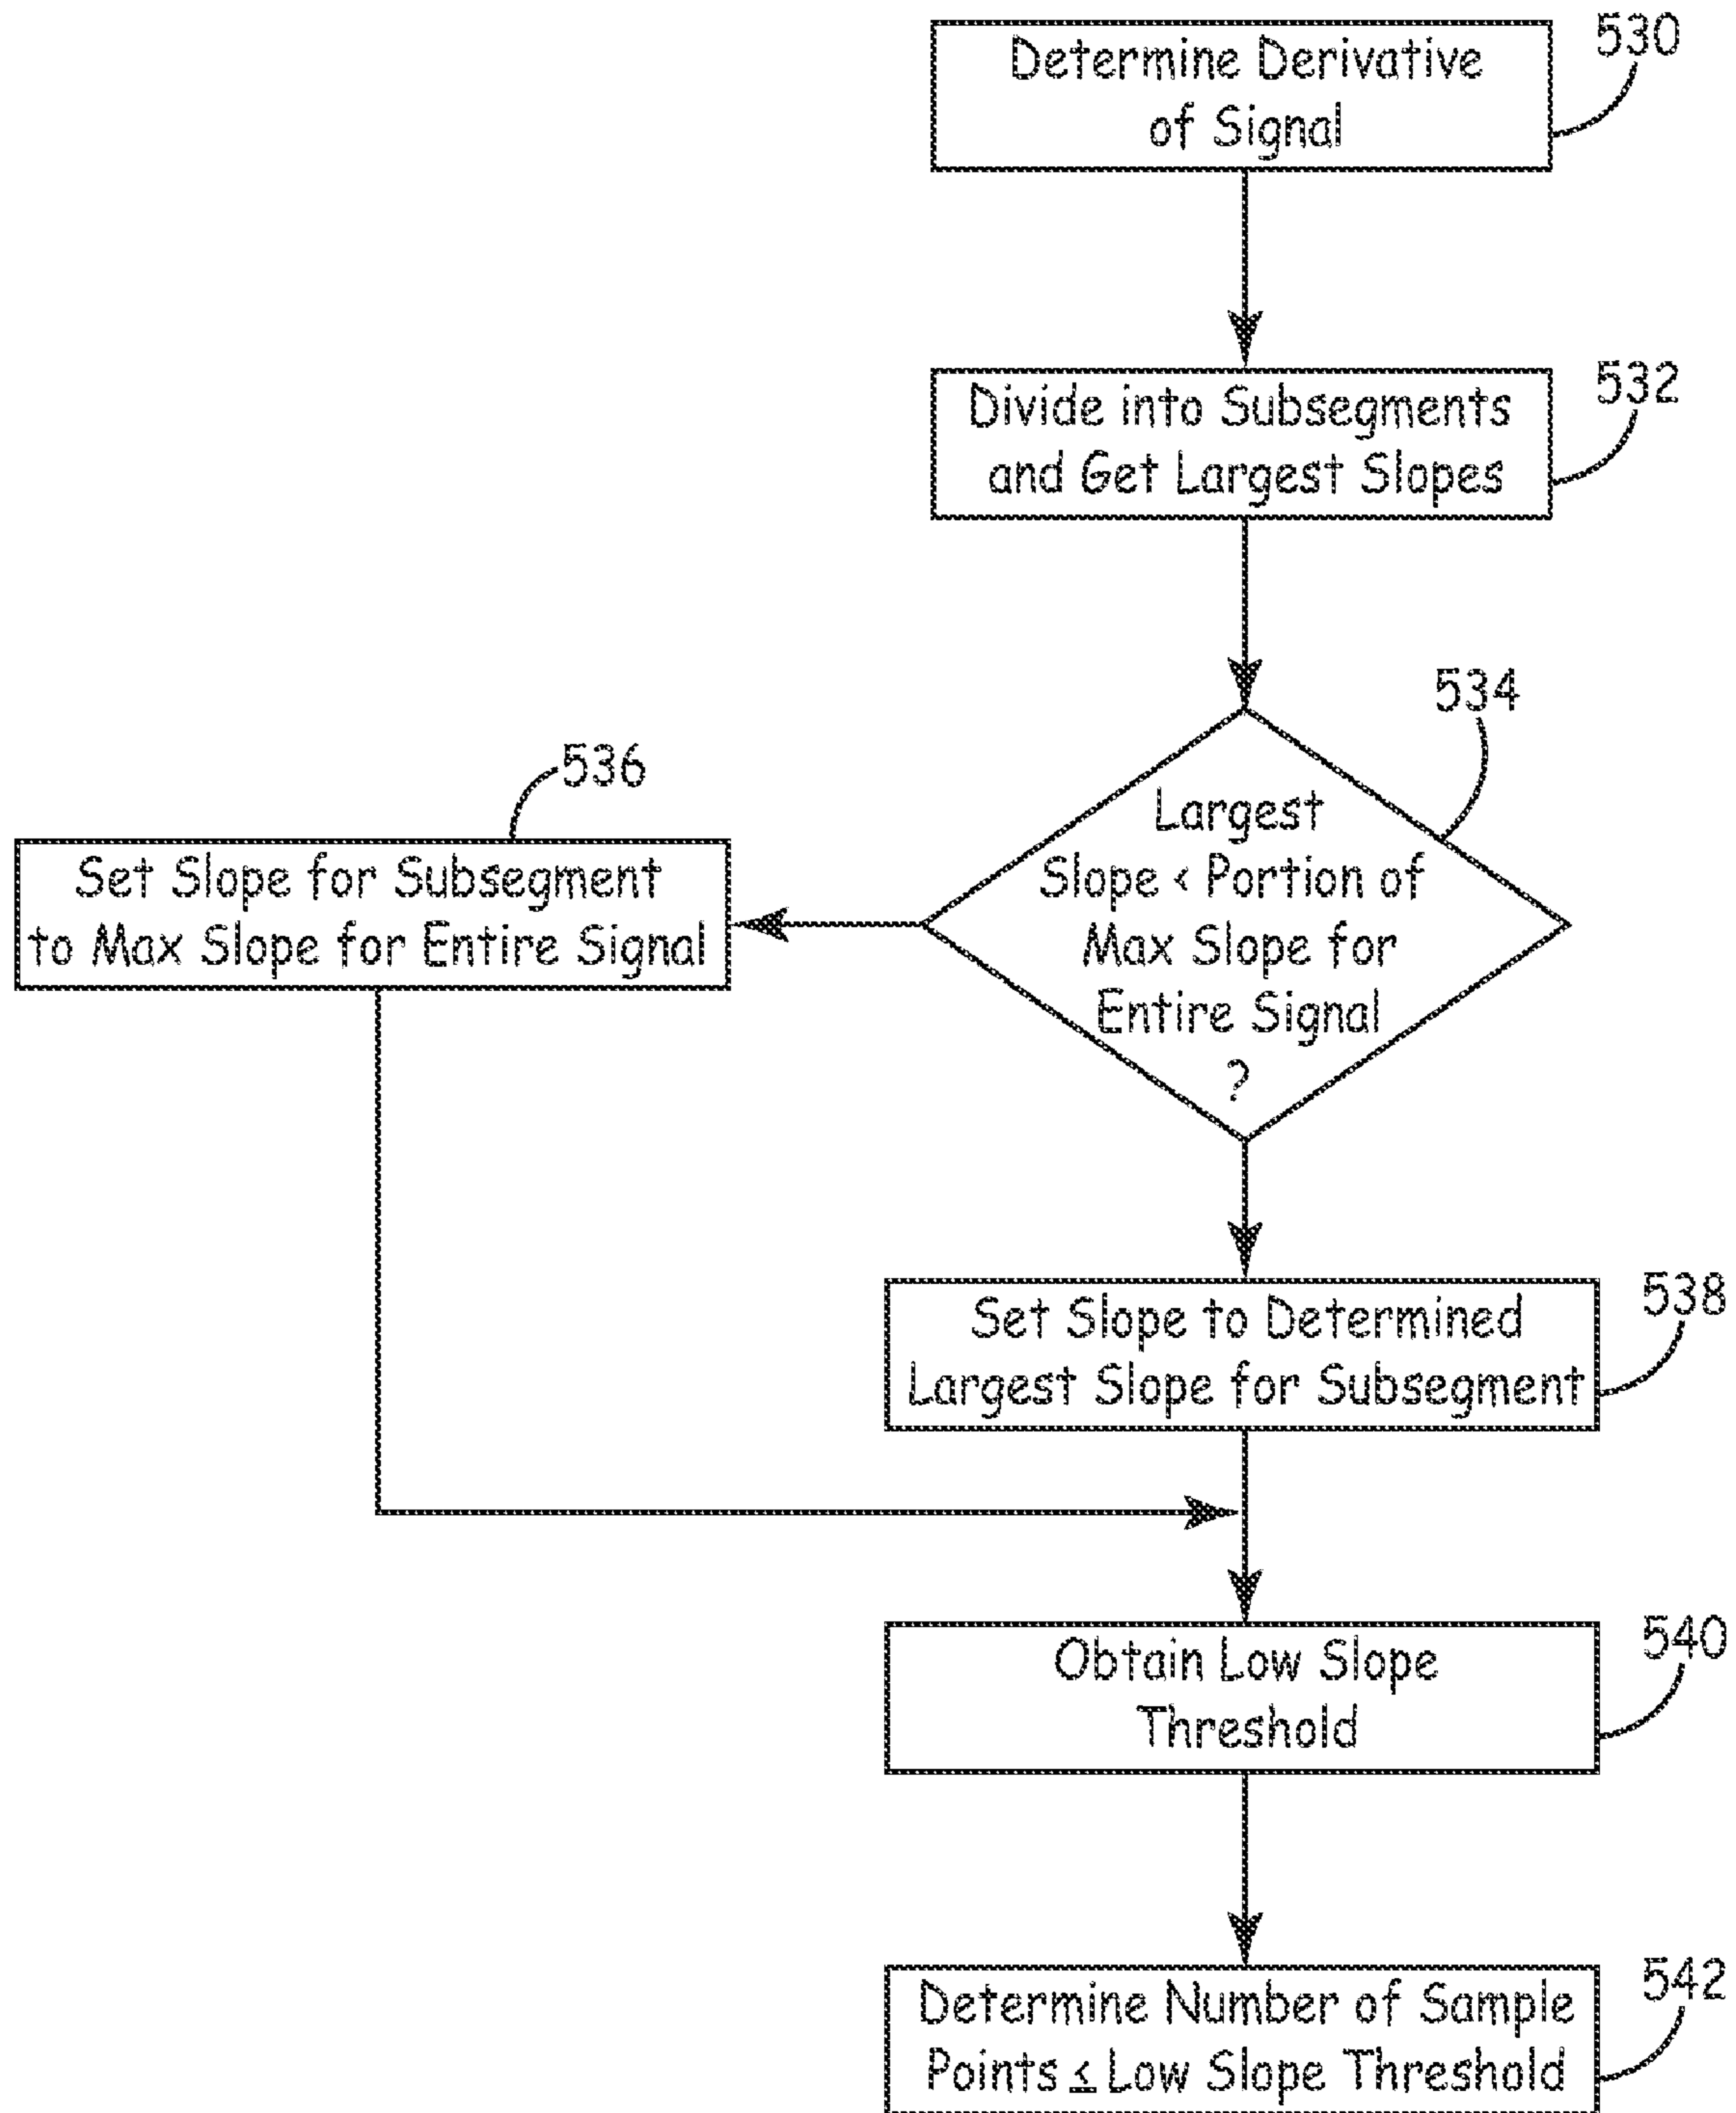 Determine Derivative
of Signal
530
Divide into Subsegments
and Get Largest Slopes
532
534
Largest
Slope < Portion of
Max Slope for
Entire Signal
?
536
Set Slope for Subsegment
to Max Slope for Entire Signal
Set Slope to Determined
Largest Slope for Subsegment
538
Obtain Low Slope
Threshold
540
Determine Number of Sample
Points ≤ Low Slope Threshold
542